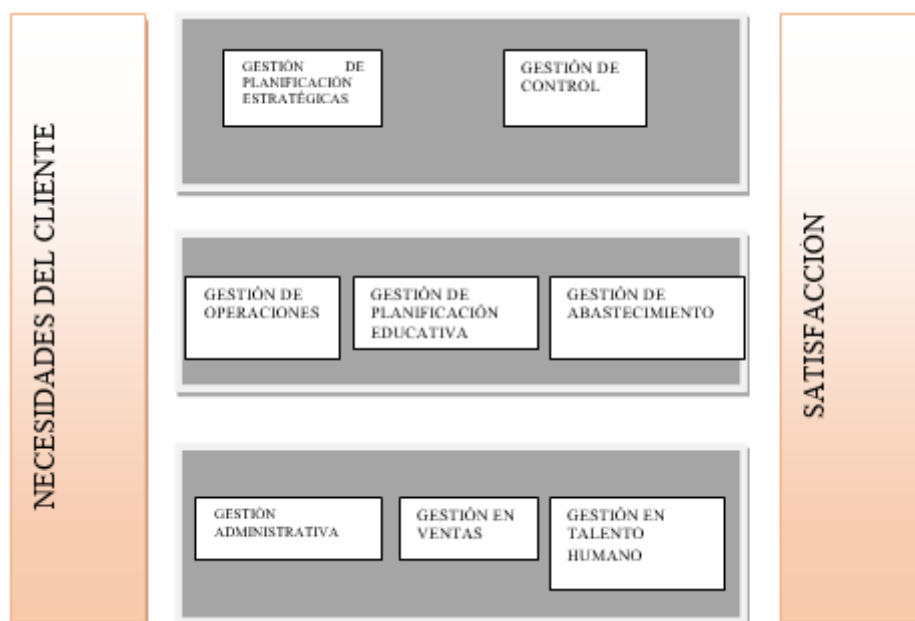 NECESIDADES DEL CLIENTE
GESTIÓN DE
PLANIFICACIÓN
ESTRATÉGICAS
GESTIÓN DE
CONTROL
GESTIÓN DE
OPERACIONES
GESTIÓN DE
PLANIFICACIÓN
EDUCATIVA
GESTIÓN DE
ABASTECIMIENTO
GESTIÓN
ADMINISTRATIVA
GESTIÓN EN
VENTAS
GESTIÓN EN
TALENTO
HUMANO
SATISFACCIÓN